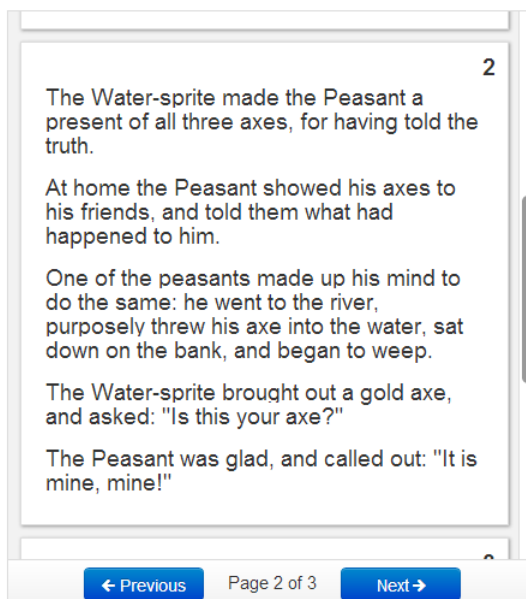 2
The Water-sprite made the Peasant a
present of all three axes, for having told the
truth.
At home the Peasant showed his axes to
his friends, and told them what had
happened to him.
One of the peasants made up his mind to
do the same: he went to the river,
purposely threw his axe into the water, sat
down on the bank, and began to weep.
The Water-sprite brought out a gold axe,
and asked: "Is this your axe?"
The Peasant was glad, and called out: "It is
mine, mine!"
← Previous Page 2 of 3 Next →